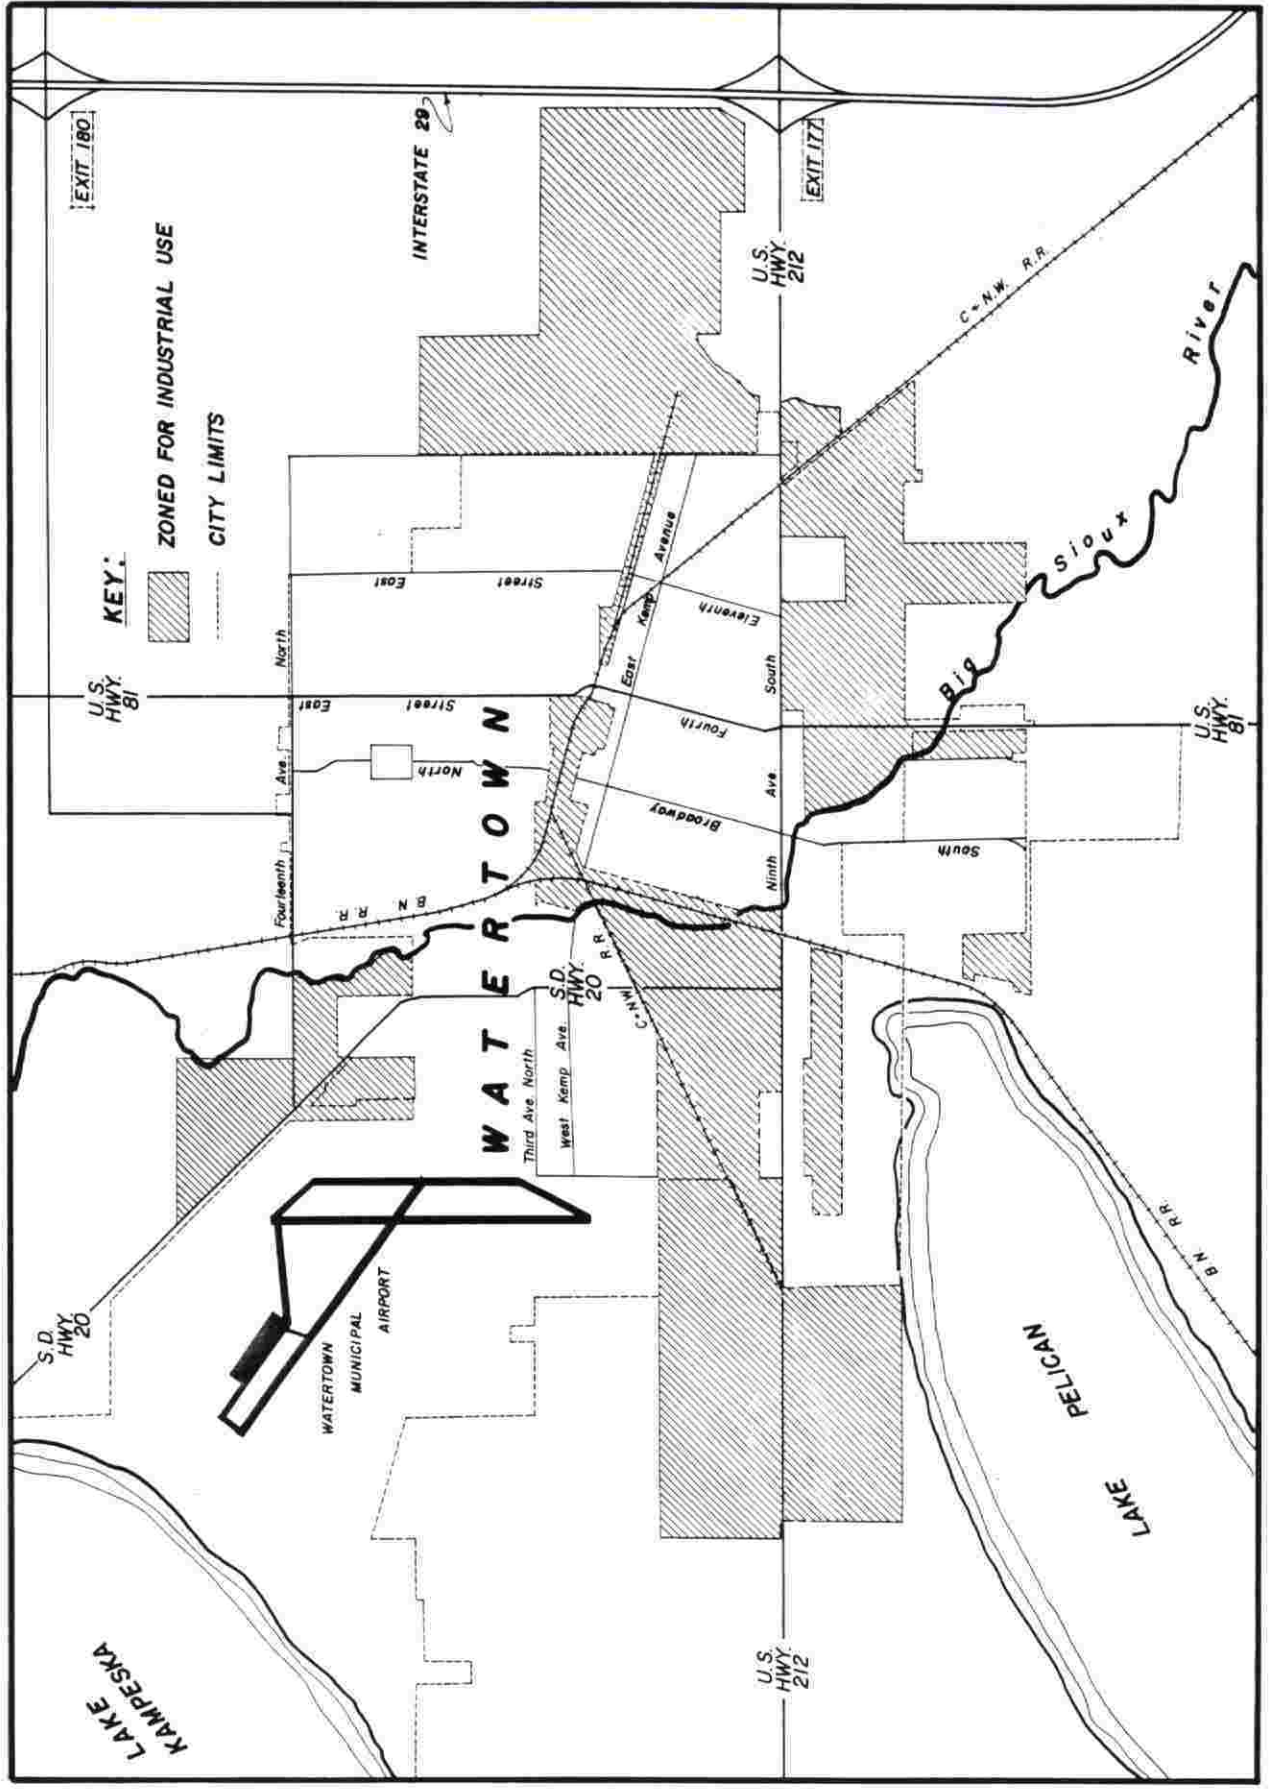 LAKE
KAMPESKA
S.D.
HWY.
20
U.S.
HWY.
81
KEY:
ZONED FOR INDUSTRIAL USE
CITY LIMITS
EXIT 180
INTERSTATE 29
WATERTOWN
MUNICIPAL
AIRPORT
B.N. R.R.
Fourteenth Ave. North
North
East Street
East Street
WATERTOWN
Third Ave. North
West Kemp Ave.
S.D.
HWY.
20
C+NW. R.R.
East Kemp Avenue
Broadway
Fourth
Eleventh
Ninth Ave. South
U.S.
HWY.
212
U.S.
HWY.
212
EXIT 177
C+N.W. R.R.
South
Big Sioux River
U.S.
HWY.
81
LAKE PELICAN
B.N. RR.